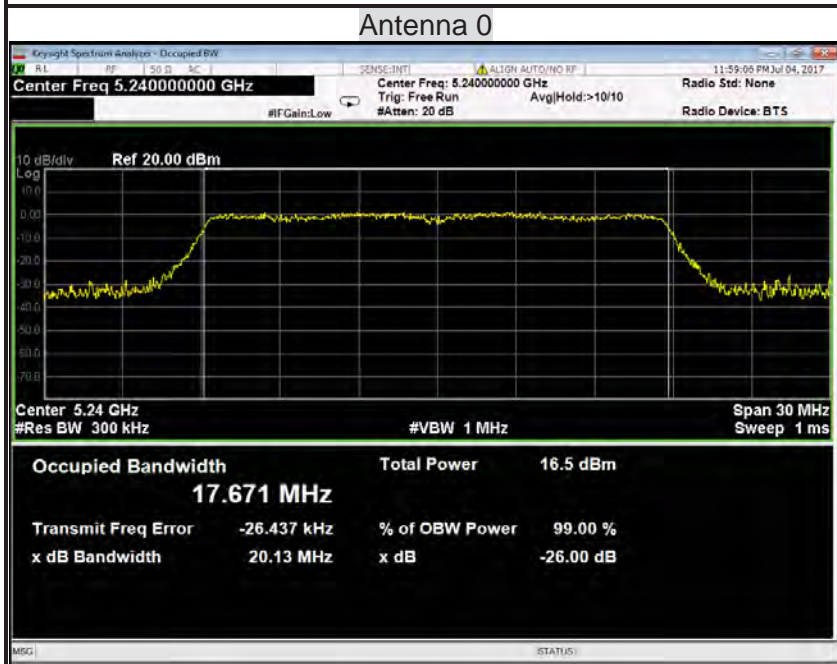 Antenna 0
Keysight Spectrum Analyzer - Occupied BW
RL RF 50 Ω AC SENSE:INT ALIGN AUTO/NO RF 11:59:06 PM Jul 04, 2017
Center Freq 5.240000000 GHz Center Freq: 5.240000000 GHz Radio Std: None
Trig: Free Run Avg|Hold:>10/10
#IFGain:Low #Atten: 20 dB Radio Device: BTS
10 dB/div Ref 20.00 dBm
Log
10.0
0.00
-10.0
-20.0
-30.0
-40.0
-50.0
-60.0
-70.0
Center 5.24 GHz Span 30 MHz
#Res BW 300 kHz #VBW 1 MHz Sweep 1 ms
Occupied Bandwidth Total Power 16.5 dBm
17.671 MHz
Transmit Freq Error -26.437 kHz % of OBW Power 99.00 %
x dB Bandwidth 20.13 MHz x dB -26.00 dB
MSG STATUS